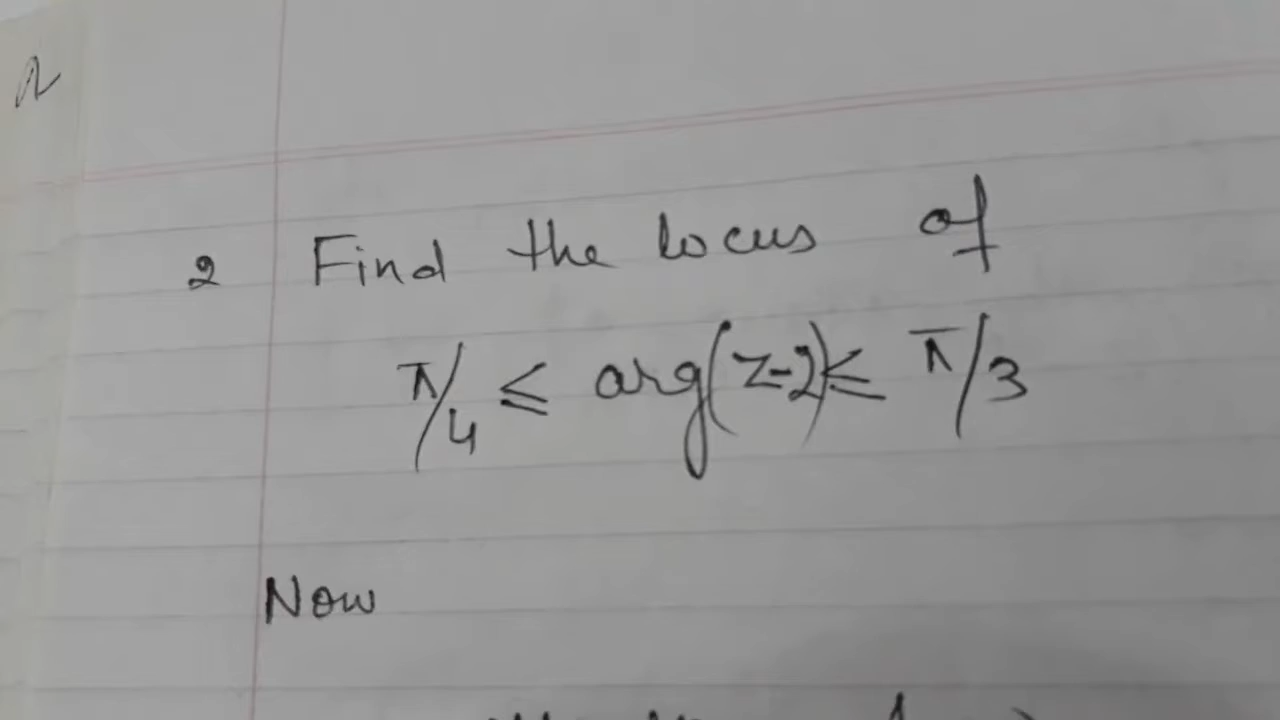 2 Find the locus of
π/4 ≤ arg(z-2) ≤ π/3
Now